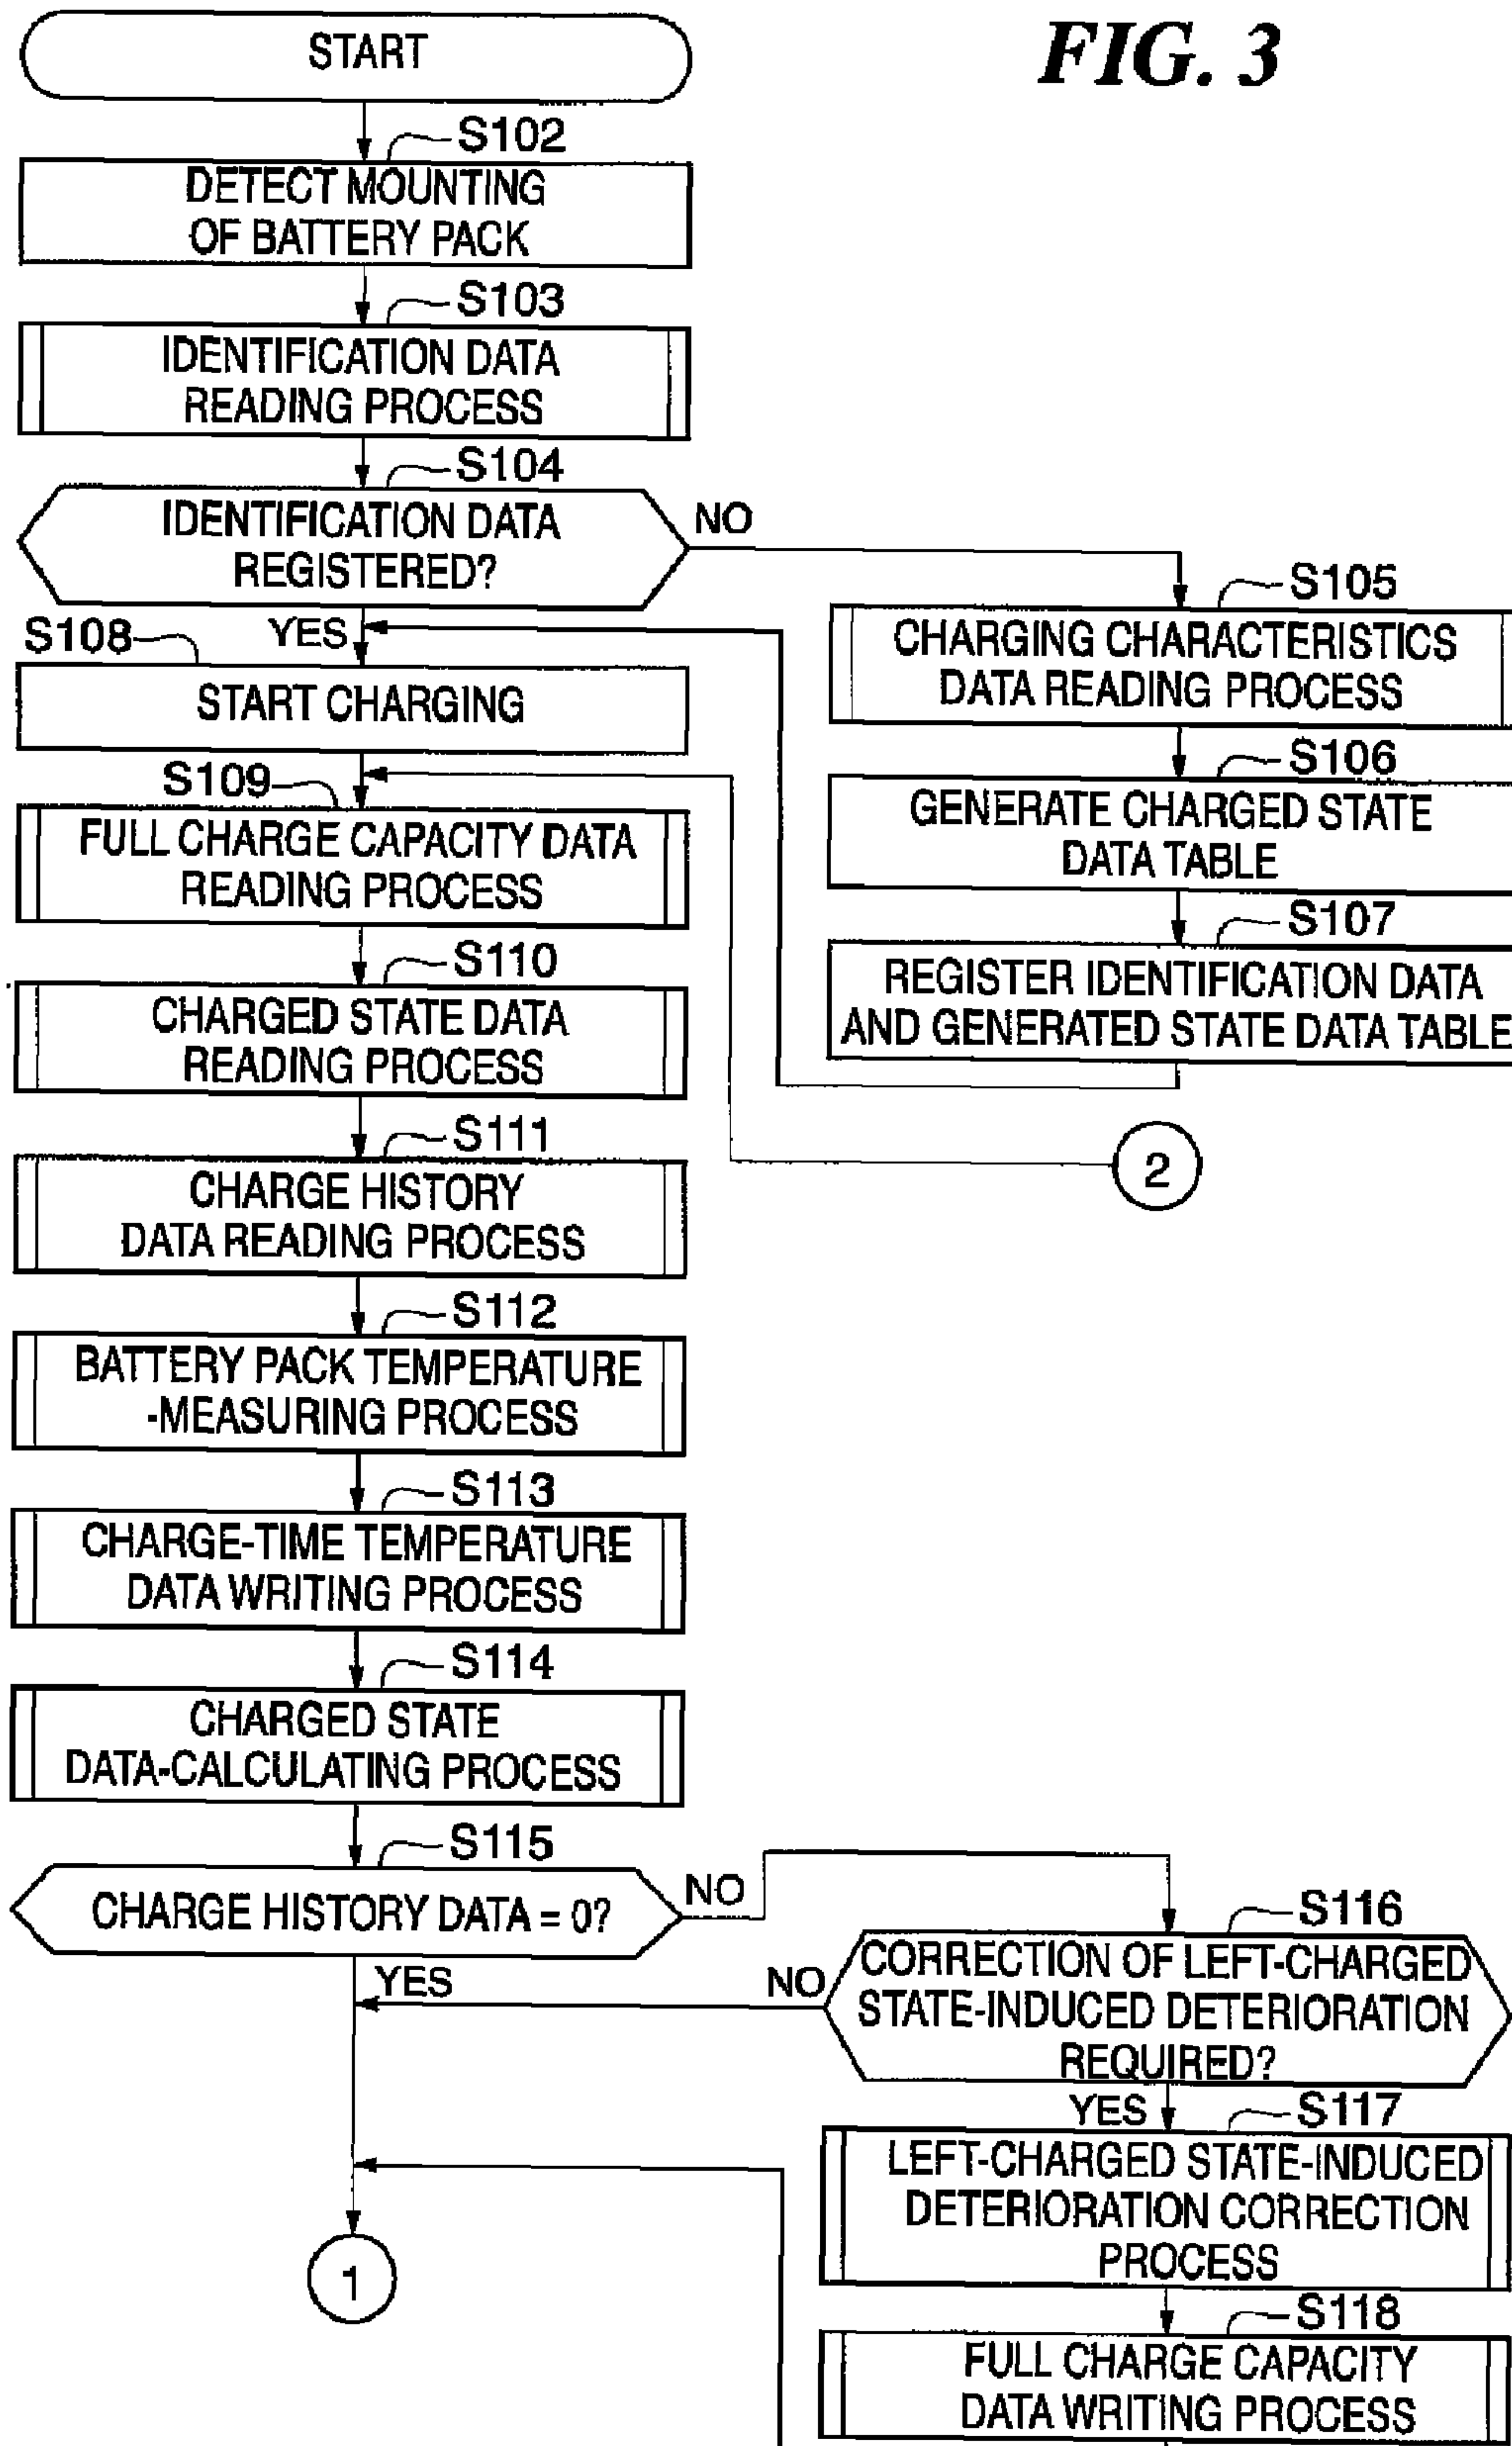 FIG. 3
START
S102
DETECT MOUNTING
OF BATTERY PACK
S103
IDENTIFICATION DATA
READING PROCESS
S104
IDENTIFICATION DATA
REGISTERED?
NO
YES
S105
CHARGING CHARACTERISTICS
DATA READING PROCESS
S106
GENERATE CHARGED STATE
DATA TABLE
S107
REGISTER IDENTIFICATION DATA
AND GENERATED STATE DATA TABLE
S108
START CHARGING
2
S109
FULL CHARGE CAPACITY DATA
READING PROCESS
S110
CHARGED STATE DATA
READING PROCESS
S111
CHARGE HISTORY
DATA READING PROCESS
S112
BATTERY PACK TEMPERATURE
-MEASURING PROCESS
S113
CHARGE-TIME TEMPERATURE
DATA WRITING PROCESS
S114
CHARGED STATE
DATA-CALCULATING PROCESS
S115
CHARGE HISTORY DATA = 0?
NO
YES
S116
CORRECTION OF LEFT-CHARGED
STATE-INDUCED DETERIORATION
REQUIRED?
NO
YES
S117
LEFT-CHARGED STATE-INDUCED
DETERIORATION CORRECTION
PROCESS
S118
FULL CHARGE CAPACITY
DATA WRITING PROCESS
1